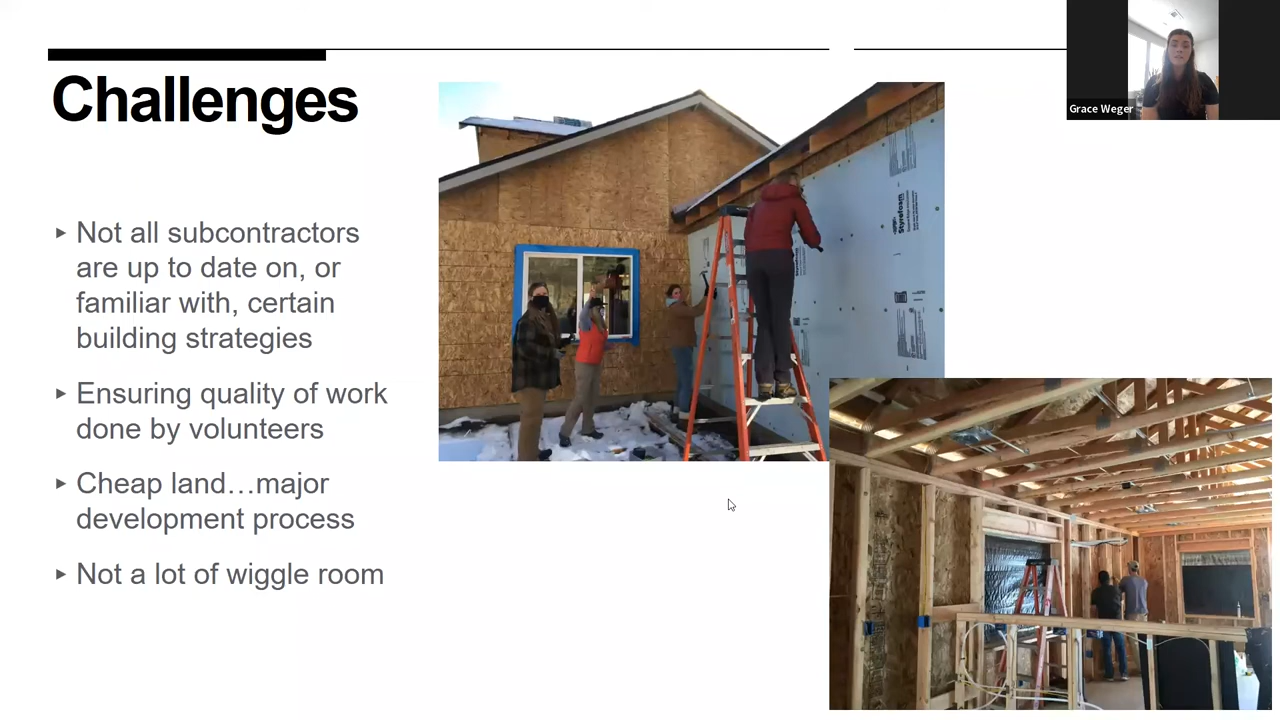 Challenges
Grace Weger
Not all subcontractors
are up to date on, or
familiar with, certain
building strategies
Ensuring quality of work
done by volunteers
Cheap land…major
development process
Not a lot of wiggle room
Styrofoam